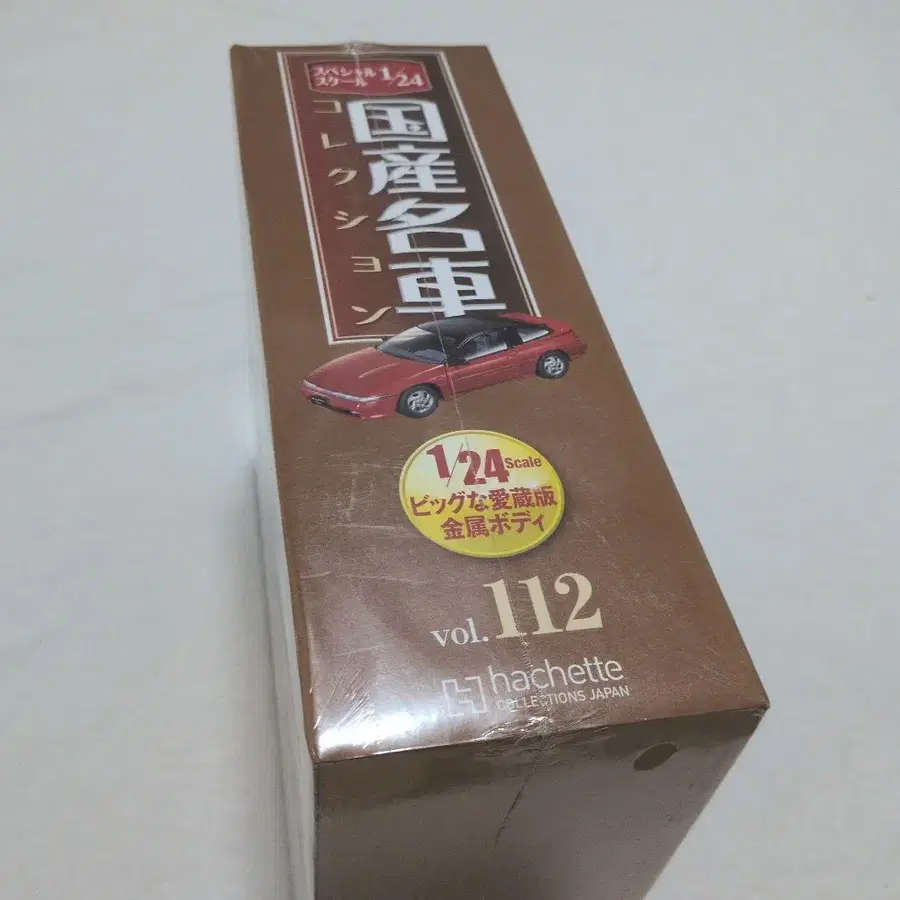 スペシャル
スケール 1/24
国産名車
コレクション
1/24 Scale
ビッグな愛蔵版
金属ボディ
vol.112
hachette
COLLECTIONS JAPAN